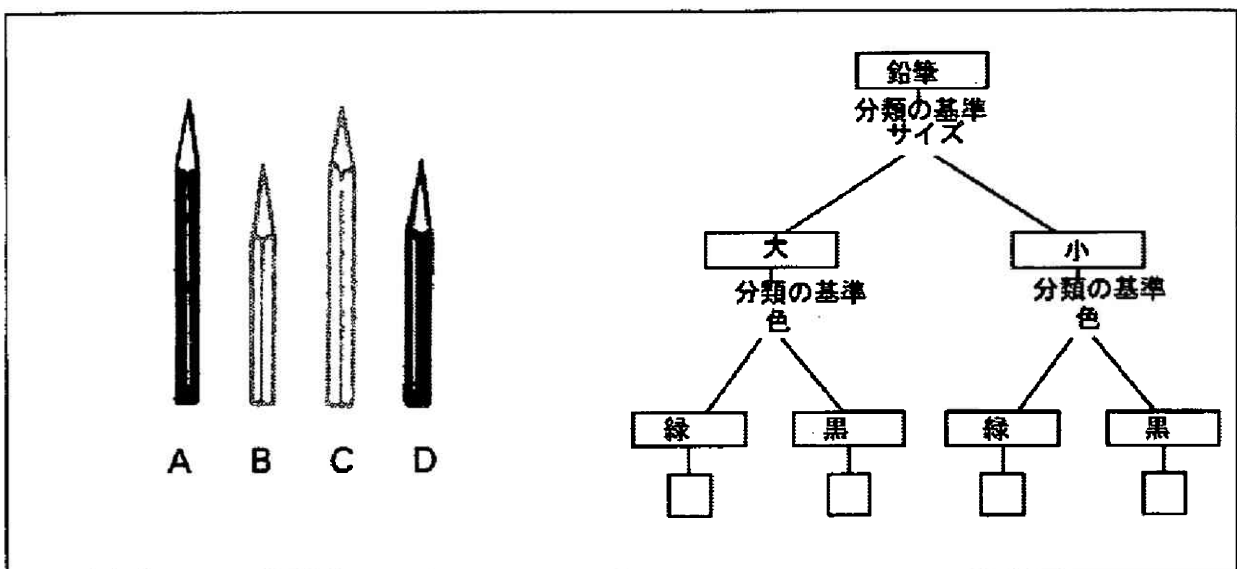 A B C D
鉛筆
分類の基準
サイズ
大 小
分類の基準 分類の基準
色 色
緑 黒 緑 黒